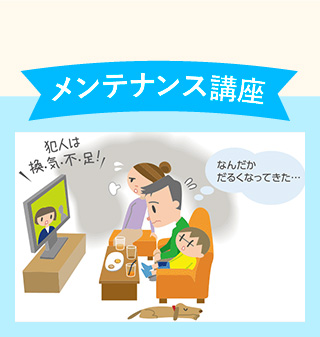 メンテナンス講座
犯人は
換・気・不・足!
なんだか
だるくなってきた…